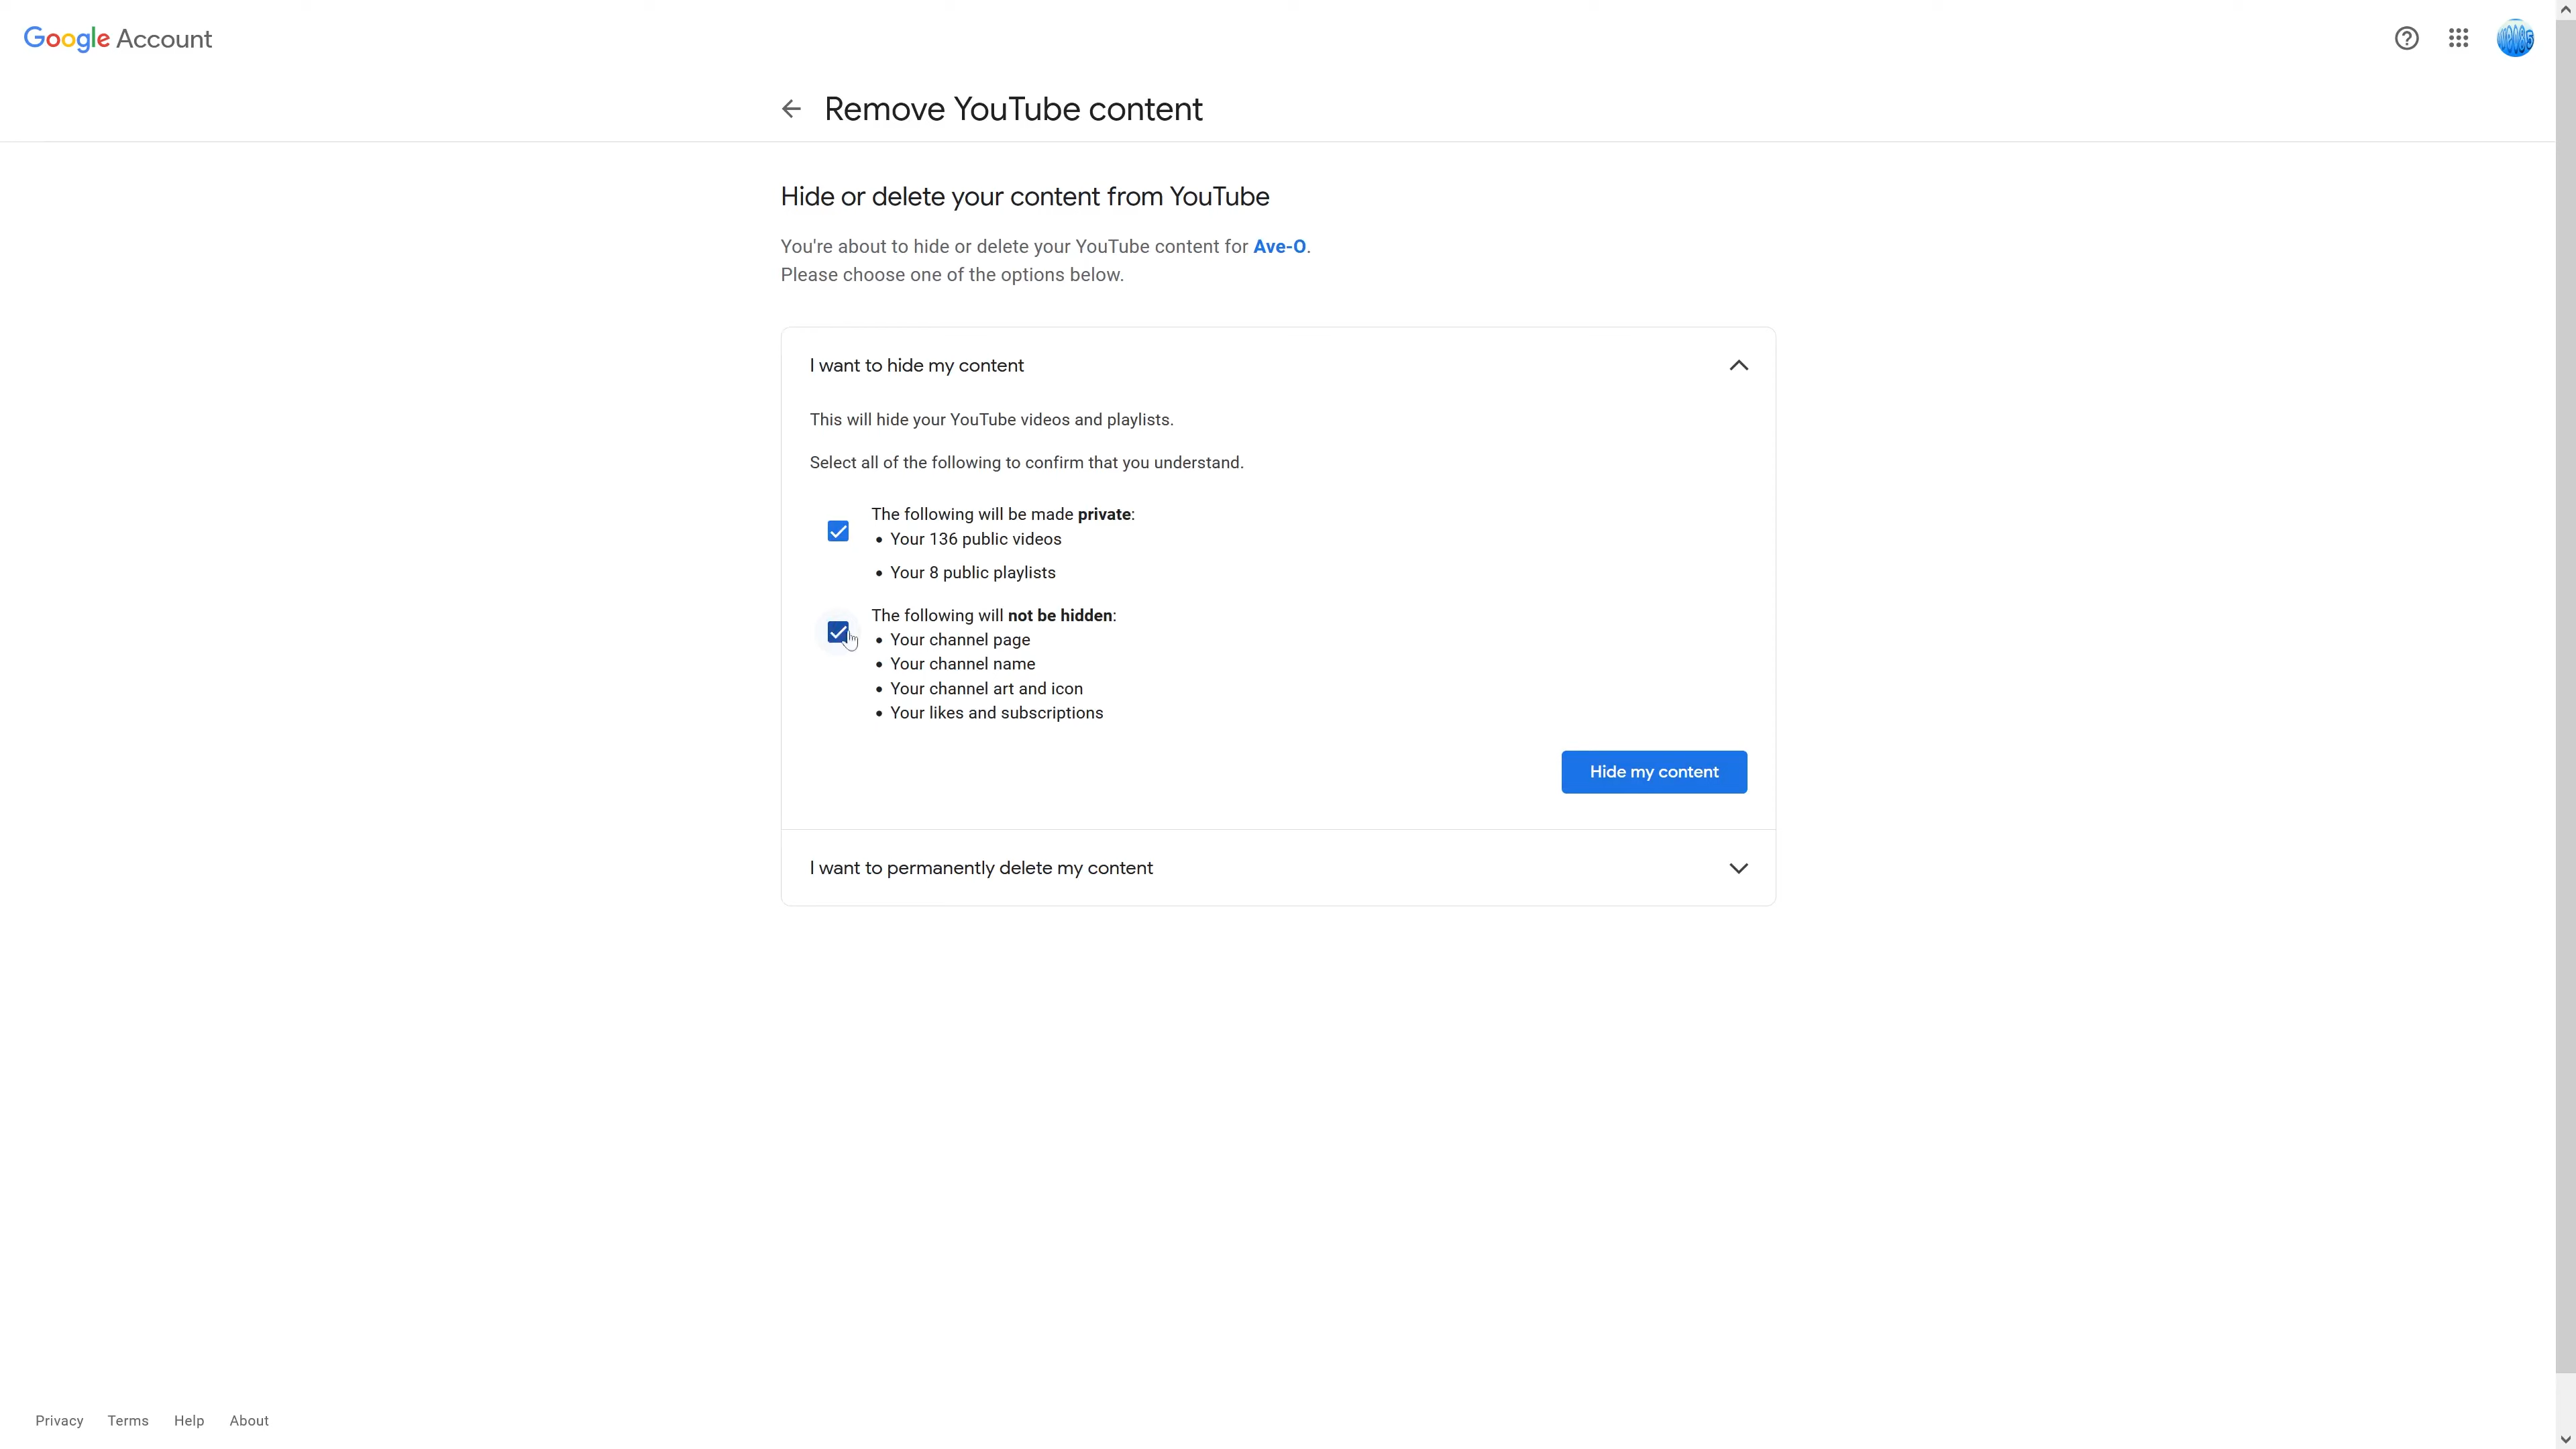 Google Account
Remove YouTube content
Hide or delete your content from YouTube
You're about to hide or delete your YouTube content for Ave-O.
Please choose one of the options below.
I want to hide my content
This will hide your YouTube videos and playlists.
Select all of the following to confirm that you understand.
The following will be made private:
• Your 136 public videos
• Your 8 public playlists
The following will not be hidden:
• Your channel page
• Your channel name
• Your channel art and icon
• Your likes and subscriptions
Hide my content
I want to permanently delete my content
Privacy Terms Help About